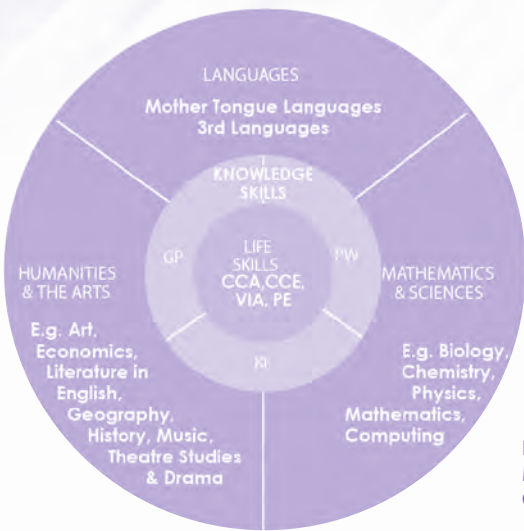 LANGUAGES
Mother Tongue Languages
3rd Languages
KNOWLEDGE
SKILLS
GP
LIFE
SKILLS
CCA,CCE,
VIA, PE
PW
KI
HUMANITIES
& THE ARTS
E.g. Art,
Economics,
Literature in
English,
Geography,
History, Music,
Theatre Studies
& Drama
MATHEMATICS
& SCIENCES
E.g. Biology,
Chemistry,
Physics,
Mathematics,
Computing